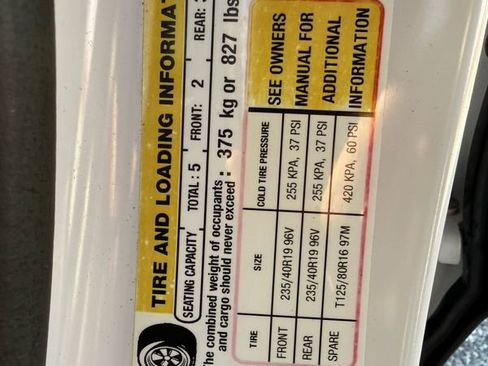 TIRE AND LOADING INFORMAT
SEATING CAPACITY TOTAL : 5 FRONT: 2 REAR:
The combined weight of occupants
and cargo should never exceed : 375 kg or 827 lbs
TIRE SIZE COLD TIRE PRESSURE
FRONT 235/40R19 96V 255 KPA, 37 PSI
REAR 235/40R19 96V 255 KPA, 37 PSI
SPARE T125/80R16 97M 420 KPA, 60 PSI
SEE OWNERS
MANUAL FOR
ADDITIONAL
INFORMATION